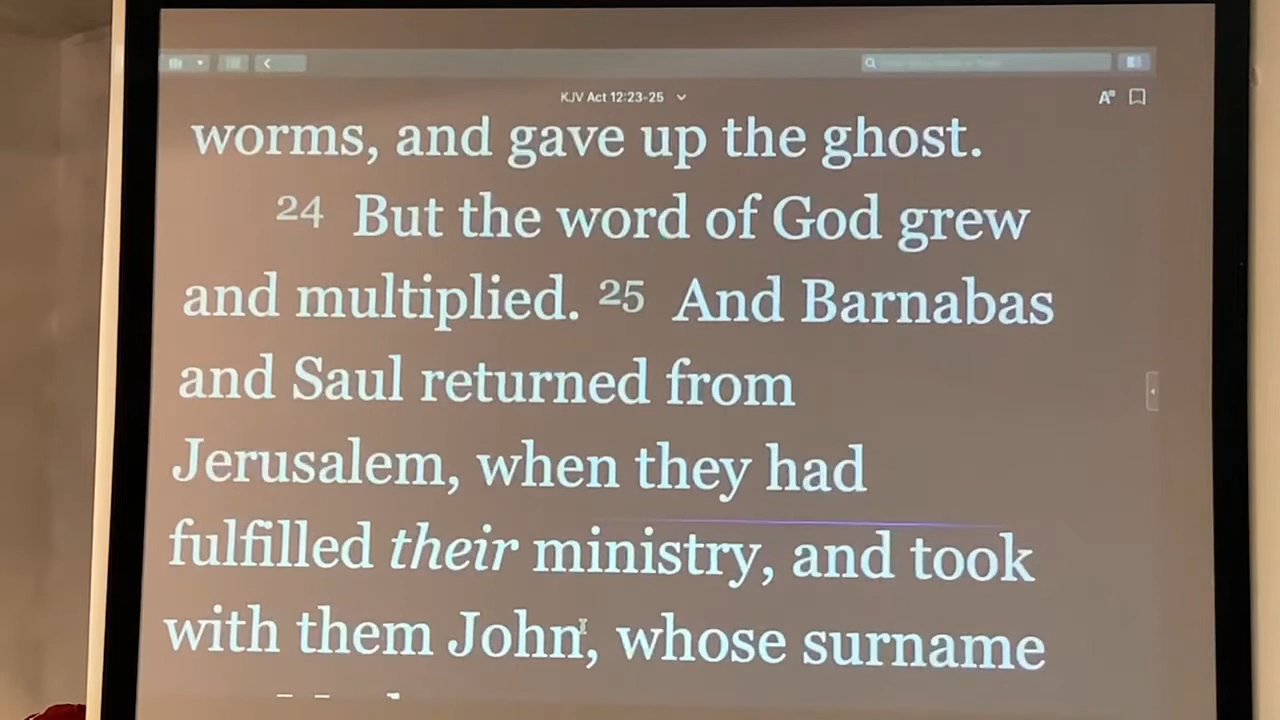 KJV Act 12:23-25
worms, and gave up the ghost.
24 But the word of God grew
and multiplied. 25 And Barnabas
and Saul returned from
Jerusalem, when they had
fulfilled their ministry, and took
with them John, whose surname